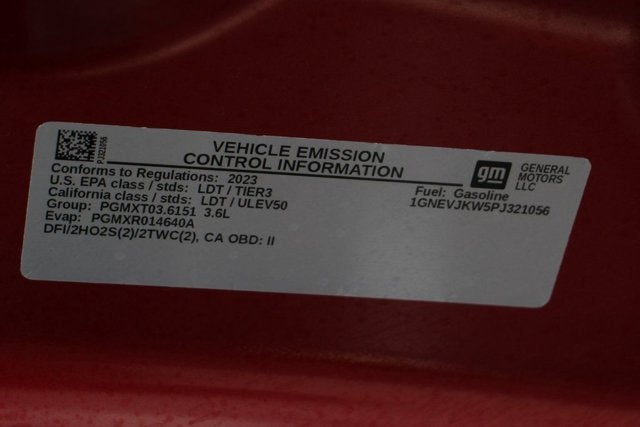 PJ321056
VEHICLE EMISSION
CONTROL INFORMATION
gm
GENERAL
MOTORS
LLC
Conforms to Regulations: 2023
U.S. EPA class / stds: LDT / TIER3
California class / stds: LDT / ULEV50
Group: PGMXT03.6151 3.6L
Evap: PGMXR014640A
DFI/2HO2S(2)/2TWC(2), CA OBD: II
Fuel: Gasoline
1GNEVJKW5PJ321056